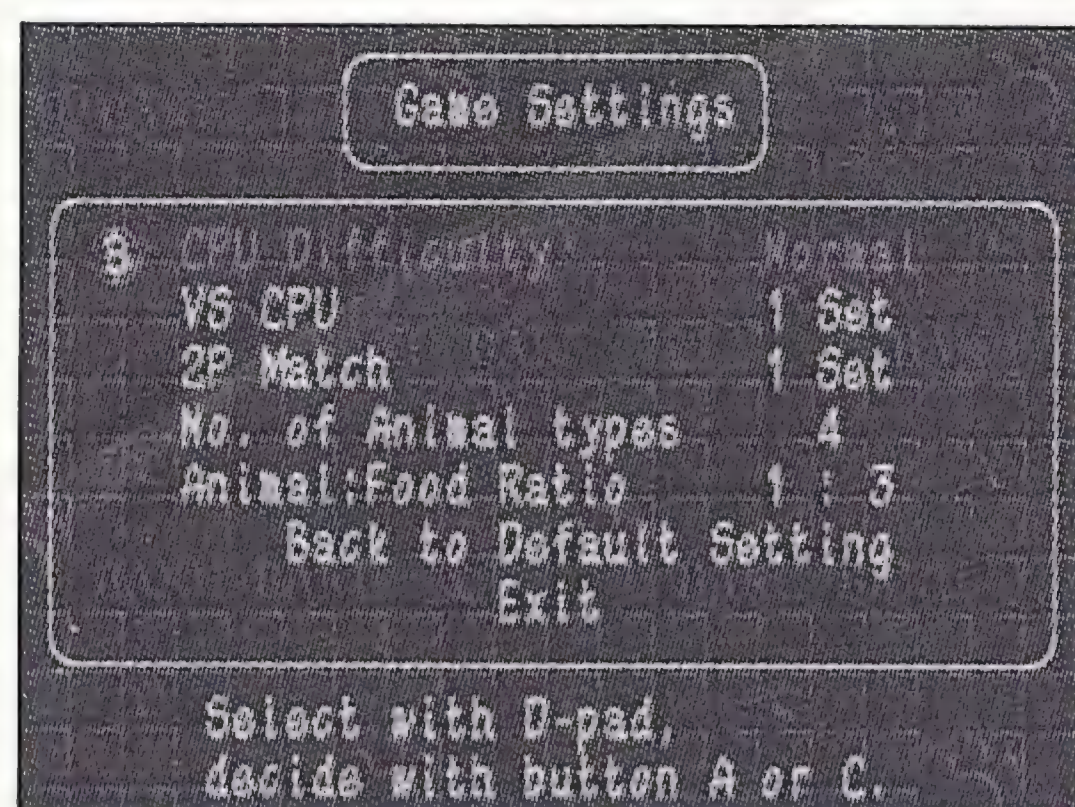 Game Settings
CPU Difficulty Normal
VS CPU 1 Set
2P Match 1 Set
No. of Animal types 4
Animal:Food Ratio 1 : 3
Back to Default Setting
Exit
Select with D-pad,
decide with button A or C.